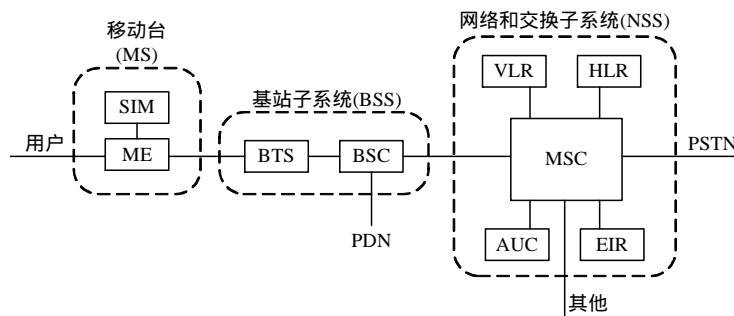 移动台
(MS)
网络和交换子系统(NSS)
VLR
HLR
SIM
基站子系统(BSS)
用户
ME
BTS
BSC
MSC
PSTN
PDN
AUC
EIR
其他